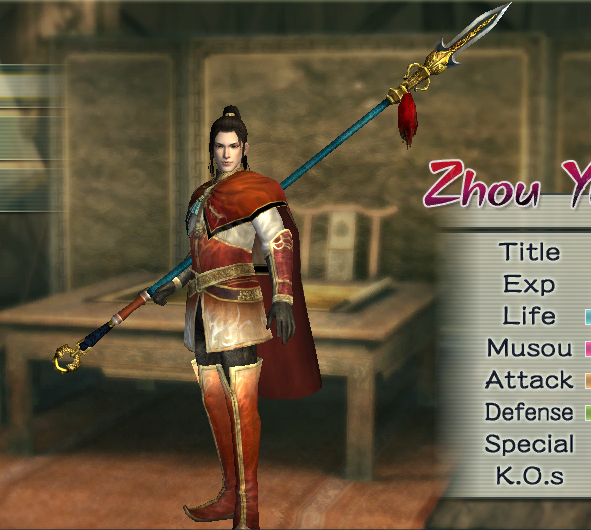 Zhou
Title
Exp
Life
Musou
Attack
Defense
Special
K.O.s